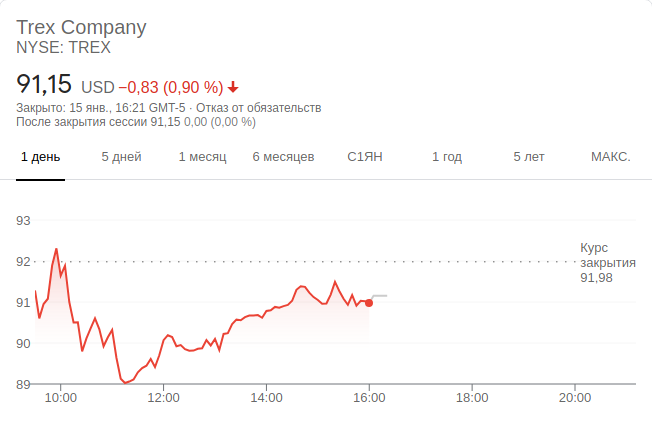 Trex Company
NYSE: TREX
91,15 USD −0,83 (0,90 %)
Закрыто: 15 янв., 16:21 GMT-5 · Отказ от обязательств
После закрытия сессии 91,15 0,00 (0,00 %)
1 день 5 дней 1 месяц 6 месяцев С1ЯН 1 год 5 лет МАКС.
93
92
91
90
89
Курс
закрытия
91,98
10:00 12:00 14:00 16:00 18:00 20:00